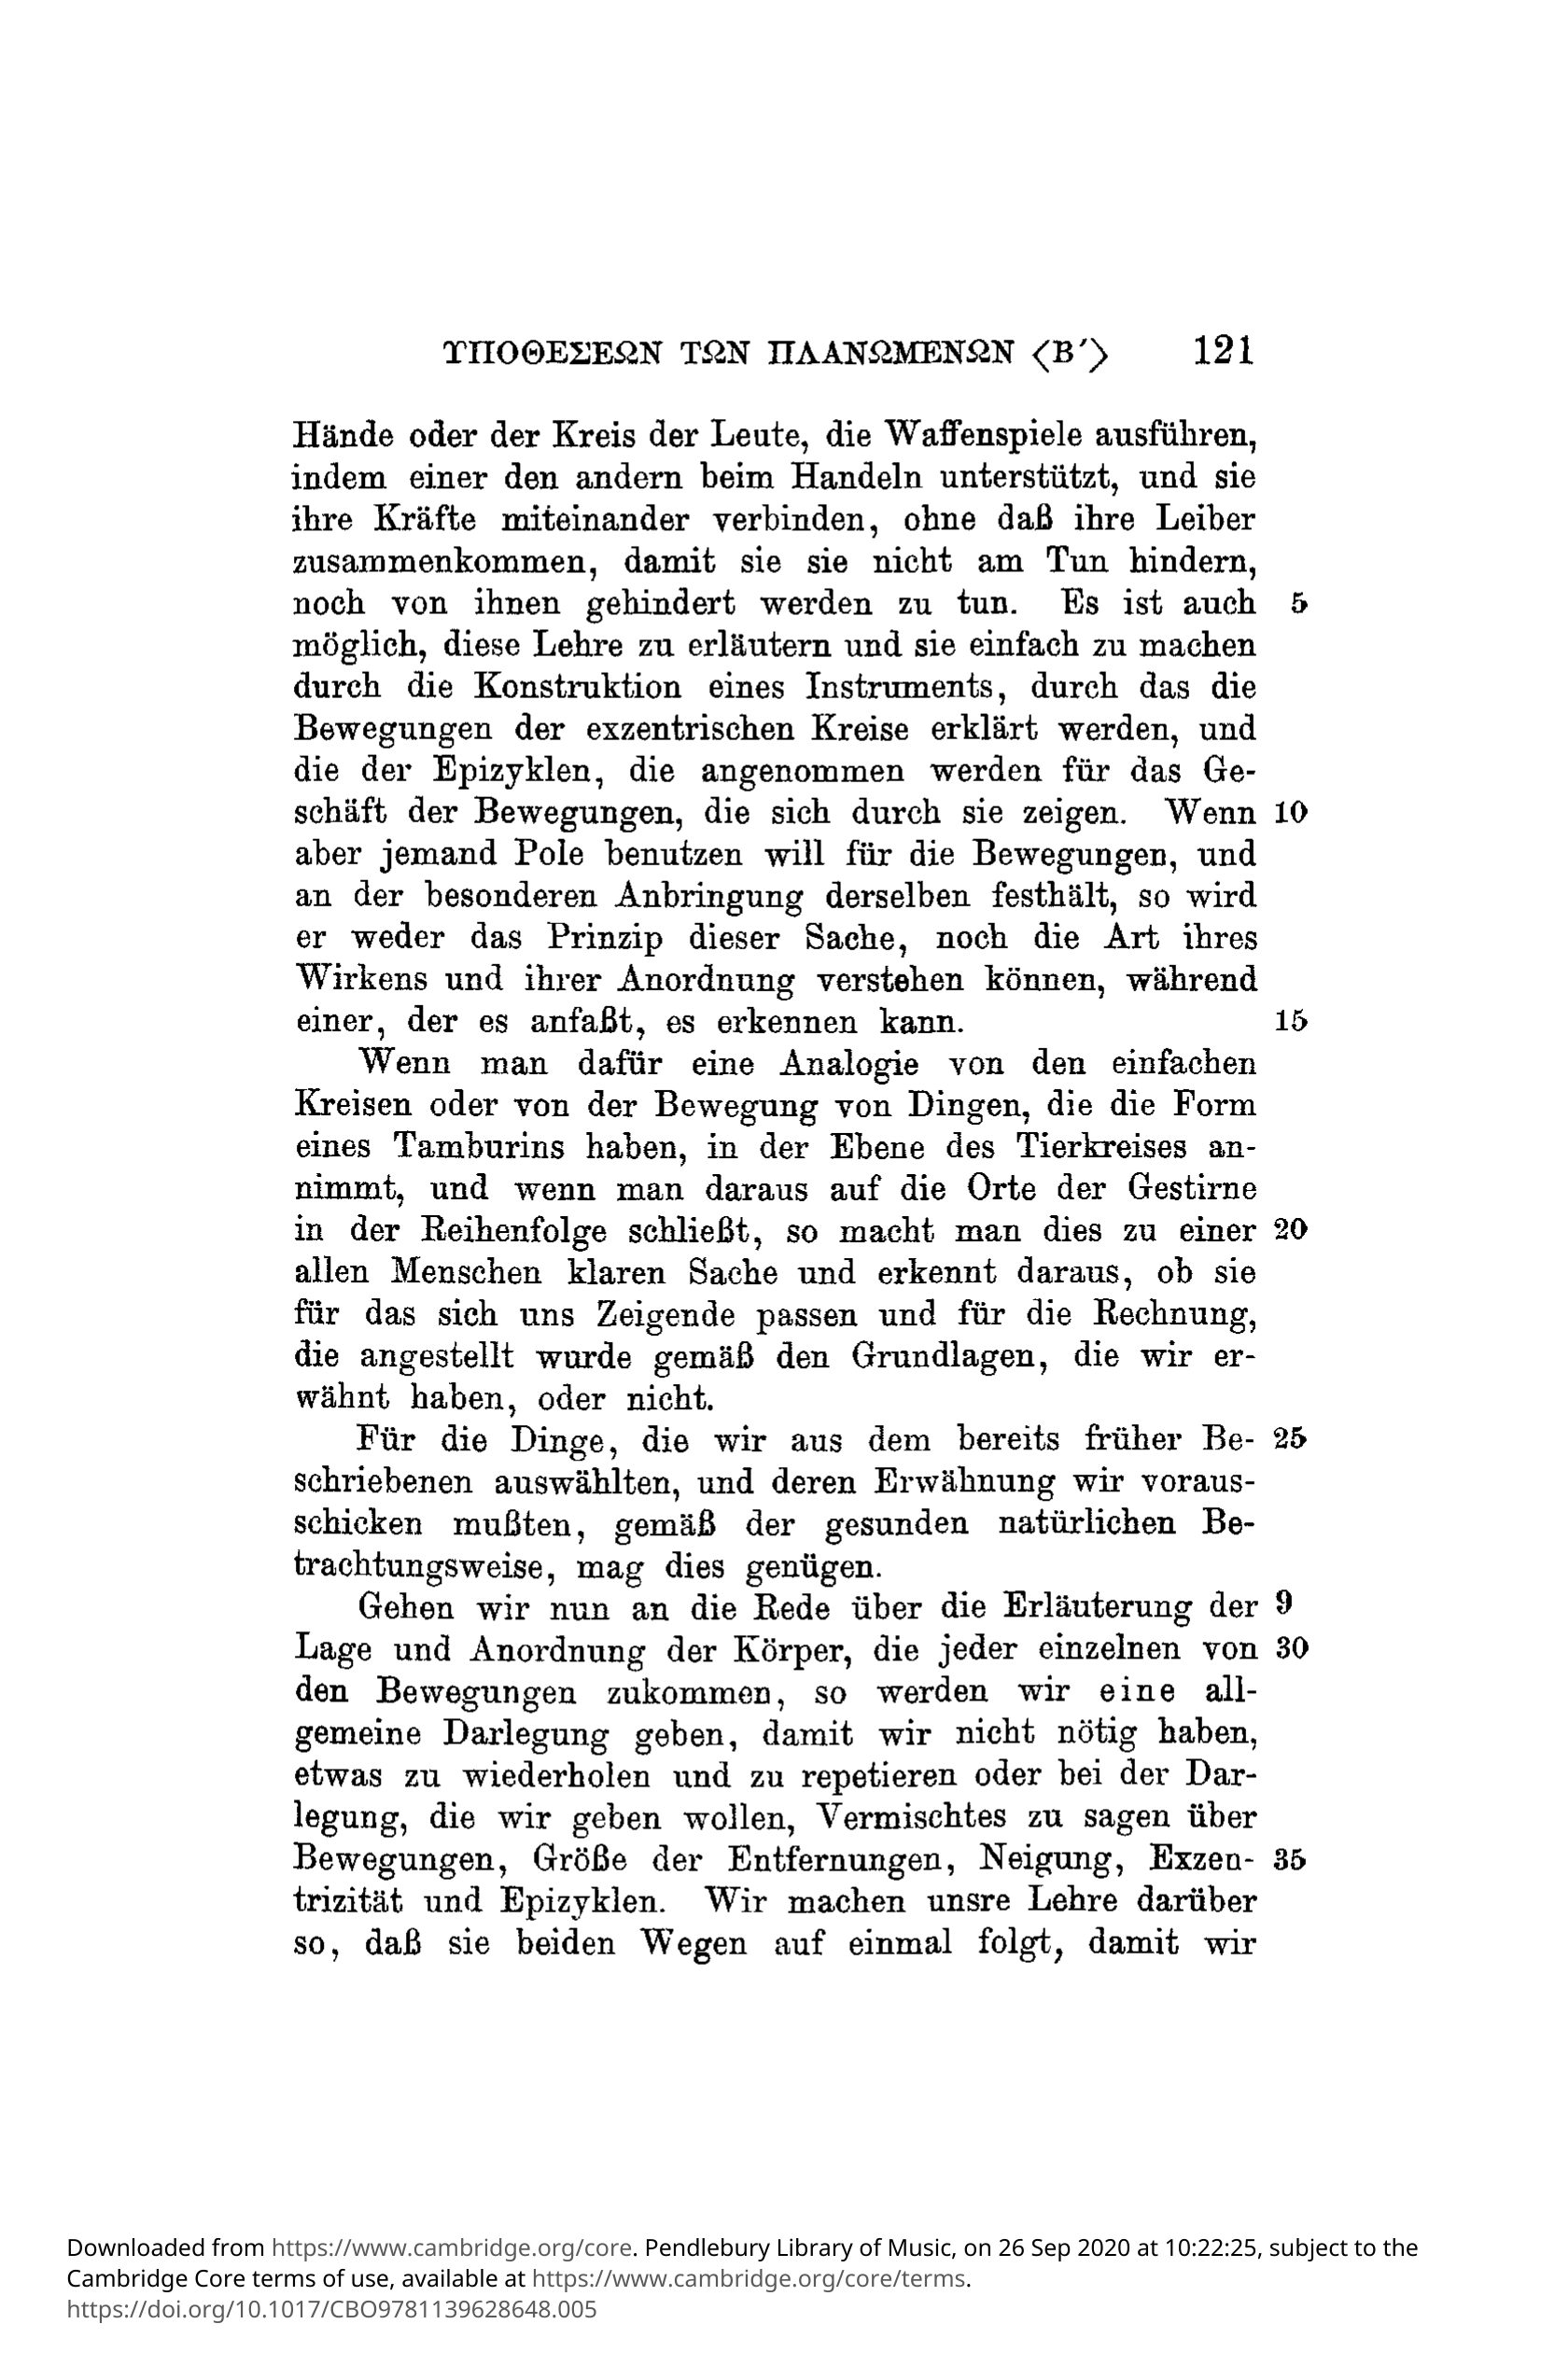 ΥΠΟΘΕΣΕΩΝ ΤΩΝ ΠΛΑΝΩΜΕΝΩΝ ⟨Β′⟩ 121
Hände oder der Kreis der Leute, die Waffenspiele ausführen,
indem einer den andern beim Handeln unterstützt, und sie
ihre Kräfte miteinander verbinden, ohne daß ihre Leiber
zusammenkommen, damit sie sie nicht am Tun hindern,
noch von ihnen gehindert werden zu tun. Es ist auch 5
möglich, diese Lehre zu erläutern und sie einfach zu machen
durch die Konstruktion eines Instruments, durch das die
Bewegungen der exzentrischen Kreise erklärt werden, und
die der Epizyklen, die angenommen werden für das Ge-
schäft der Bewegungen, die sich durch sie zeigen. Wenn 10
aber jemand Pole benutzen will für die Bewegungen, und
an der besonderen Anbringung derselben festhält, so wird
er weder das Prinzip dieser Sache, noch die Art ihres
Wirkens und ihrer Anordnung verstehen können, während
einer, der es anfaßt, es erkennen kann. 15
Wenn man dafür eine Analogie von den einfachen
Kreisen oder von der Bewegung von Dingen, die die Form
eines Tamburins haben, in der Ebene des Tierkreises an-
nimmt, und wenn man daraus auf die Orte der Gestirne
in der Reihenfolge schließt, so macht man dies zu einer 20
allen Menschen klaren Sache und erkennt daraus, ob sie
für das sich uns Zeigende passen und für die Rechnung,
die angestellt wurde gemäß den Grundlagen, die wir er-
wähnt haben, oder nicht.
Für die Dinge, die wir aus dem bereits früher Be- 25
schriebenen auswählten, und deren Erwähnung wir voraus-
schicken mußten, gemäß der gesunden natürlichen Be-
trachtungsweise, mag dies genügen.
Gehen wir nun an die Rede über die Erläuterung der 9
Lage und Anordnung der Körper, die jeder einzelnen von 30
den Bewegungen zukommen, so werden wir eine all-
gemeine Darlegung geben, damit wir nicht nötig haben,
etwas zu wiederholen und zu repetieren oder bei der Dar-
legung, die wir geben wollen, Vermischtes zu sagen über
Bewegungen, Größe der Entfernungen, Neigung, Exzen- 35
trizität und Epizyklen. Wir machen unsre Lehre darüber
so, daß sie beiden Wegen auf einmal folgt, damit wir
Downloaded from https://www.cambridge.org/core. Pendlebury Library of Music, on 26 Sep 2020 at 10:22:25, subject to the
Cambridge Core terms of use, available at https://www.cambridge.org/core/terms.
https://doi.org/10.1017/CBO9781139628648.005